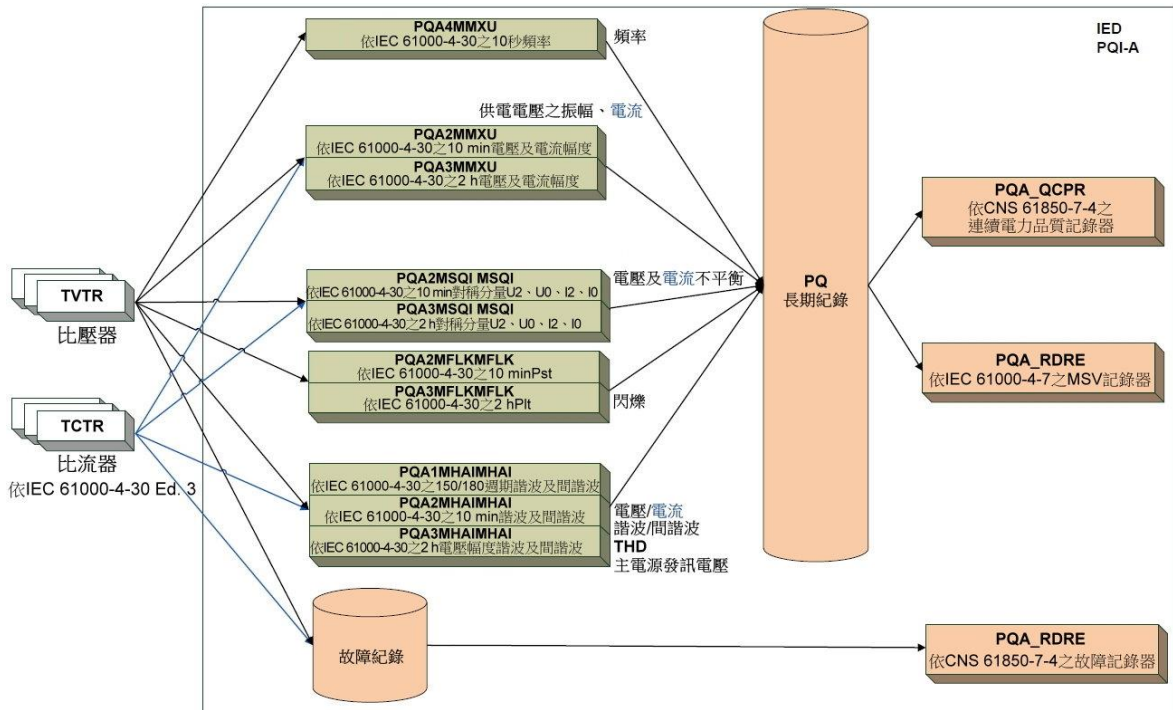 IED
PQI-A
PQA4MMXU
依IEC 61000-4-30之10秒頻率
頻率
供電電壓之振幅、電流
PQA2MMXU
依IEC 61000-4-30之10 min電壓及電流幅度
PQA3MMXU
依IEC 61000-4-30之2 h電壓及電流幅度
TVTR
比壓器
PQA2MSQI MSQI
依IEC 61000-4-30之10 min對稱分量U2、U0、I2、I0
PQA3MSQI MSQI
依IEC 61000-4-30之2 h對稱分量U2、U0、I2、I0
電壓及電流不平衡
PQA2MFLKMFLK
依IEC 61000-4-30之10 minPst
PQA3MFLKMFLK
依IEC 61000-4-30之2 hPlt
閃爍
TCTR
比流器
依IEC 61000-4-30 Ed. 3
PQA1MHAIMHAI
依IEC 61000-4-30之150/180週期諧波及間諧波
PQA2MHAIMHAI
依IEC 61000-4-30之10 min諧波及間諧波
PQA3MHAIMHAI
依IEC 61000-4-30之2 h電壓幅度諧波及間諧波
電壓/電流
諧波/間諧波
THD
主電源發訊電壓
PQ
長期紀錄
PQA_QCPR
依CNS 61850-7-4之
連續電力品質記錄器
PQA_RDRE
依IEC 61000-4-7之MSV記錄器
故障紀錄
PQA_RDRE
依CNS 61850-7-4之故障記錄器